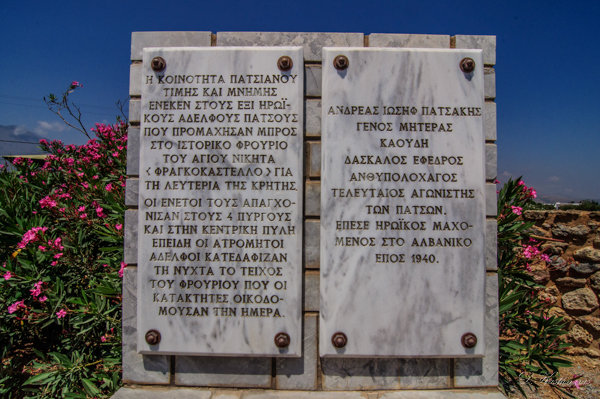 Η ΚΟΙΝΟΤΗΤΑ ΠΑΤΣΙΑΝΟΥ
ΤΙΜΗΣ ΚΑΙ ΜΝΗΜΗΣ
ΕΝΕΚΕΝ ΣΤΟΥΣ ΕΞΙ ΗΡΩΪ-
ΚΟΥΣ ΑΔΕΛΦΟΥΣ ΠΑΤΣΟΥΣ
ΠΟΥ ΠΡΟΜΑΧΗΣΑΝ ΜΠΡΟΣ
ΣΤΟ ΙΣΤΟΡΙΚΟ ΦΡΟΥΡΙΟ
ΤΟΥ ΑΓΙΟΥ ΝΙΚΗΤΑ
<ΦΡΑΓΚΟΚΑΣΤΕΛΛΟ> ΓΙΑ
ΤΗ ΛΕΥΤΕΡΙΑ ΤΗΣ ΚΡΗΤΗΣ.
ΟΙ ΕΝΕΤΟΙ ΤΟΥΣ ΑΠΑΓΧΟ-
ΝΙΣΑΝ ΣΤΟΥΣ 4 ΠΥΡΓΟΥΣ
ΚΑΙ ΣΤΗΝ ΚΕΝΤΡΙΚΗ ΠΥΛΗ
ΕΠΕΙΔΗ ΟΙ ΑΤΡΟΜΗΤΟΙ
ΑΔΕΛΦΟΙ ΚΑΤΕΔΑΦΙΖΑΝ
ΤΗ ΝΥΧΤΑ ΤΟ ΤΕΙΧΟΣ
ΤΟΥ ΦΡΟΥΡΙΟΥ ΠΟΥ ΟΙ
ΚΑΤΑΚΤΗΤΕΣ ΟΙΚΟΔΟ-
ΜΟΥΣΑΝ ΤΗΝ ΗΜΕΡΑ.
ΑΝΔΡΕΑΣ ΙΩΣΗΦ ΠΑΤΣΑΚΗΣ
ΓΕΝΟΣ ΜΗΤΕΡΑΣ
ΚΑΟΥΔΗ
ΔΑΣΚΑΛΟΣ ΕΦΕΔΡΟΣ
ΑΝΘΥΠΟΛΟΧΑΓΟΣ
ΤΕΛΕΥΤΑΙΟΣ ΑΓΩΝΙΣΤΗΣ
ΤΩΝ ΠΑΤΣΩΝ.
ΕΠΕΣΕ ΗΡΩΪΚΟΣ ΜΑΧΟ-
ΜΕΝΟΣ ΣΤΟ ΑΛΒΑΝΙΚΟ
ΕΠΟΣ 1940.